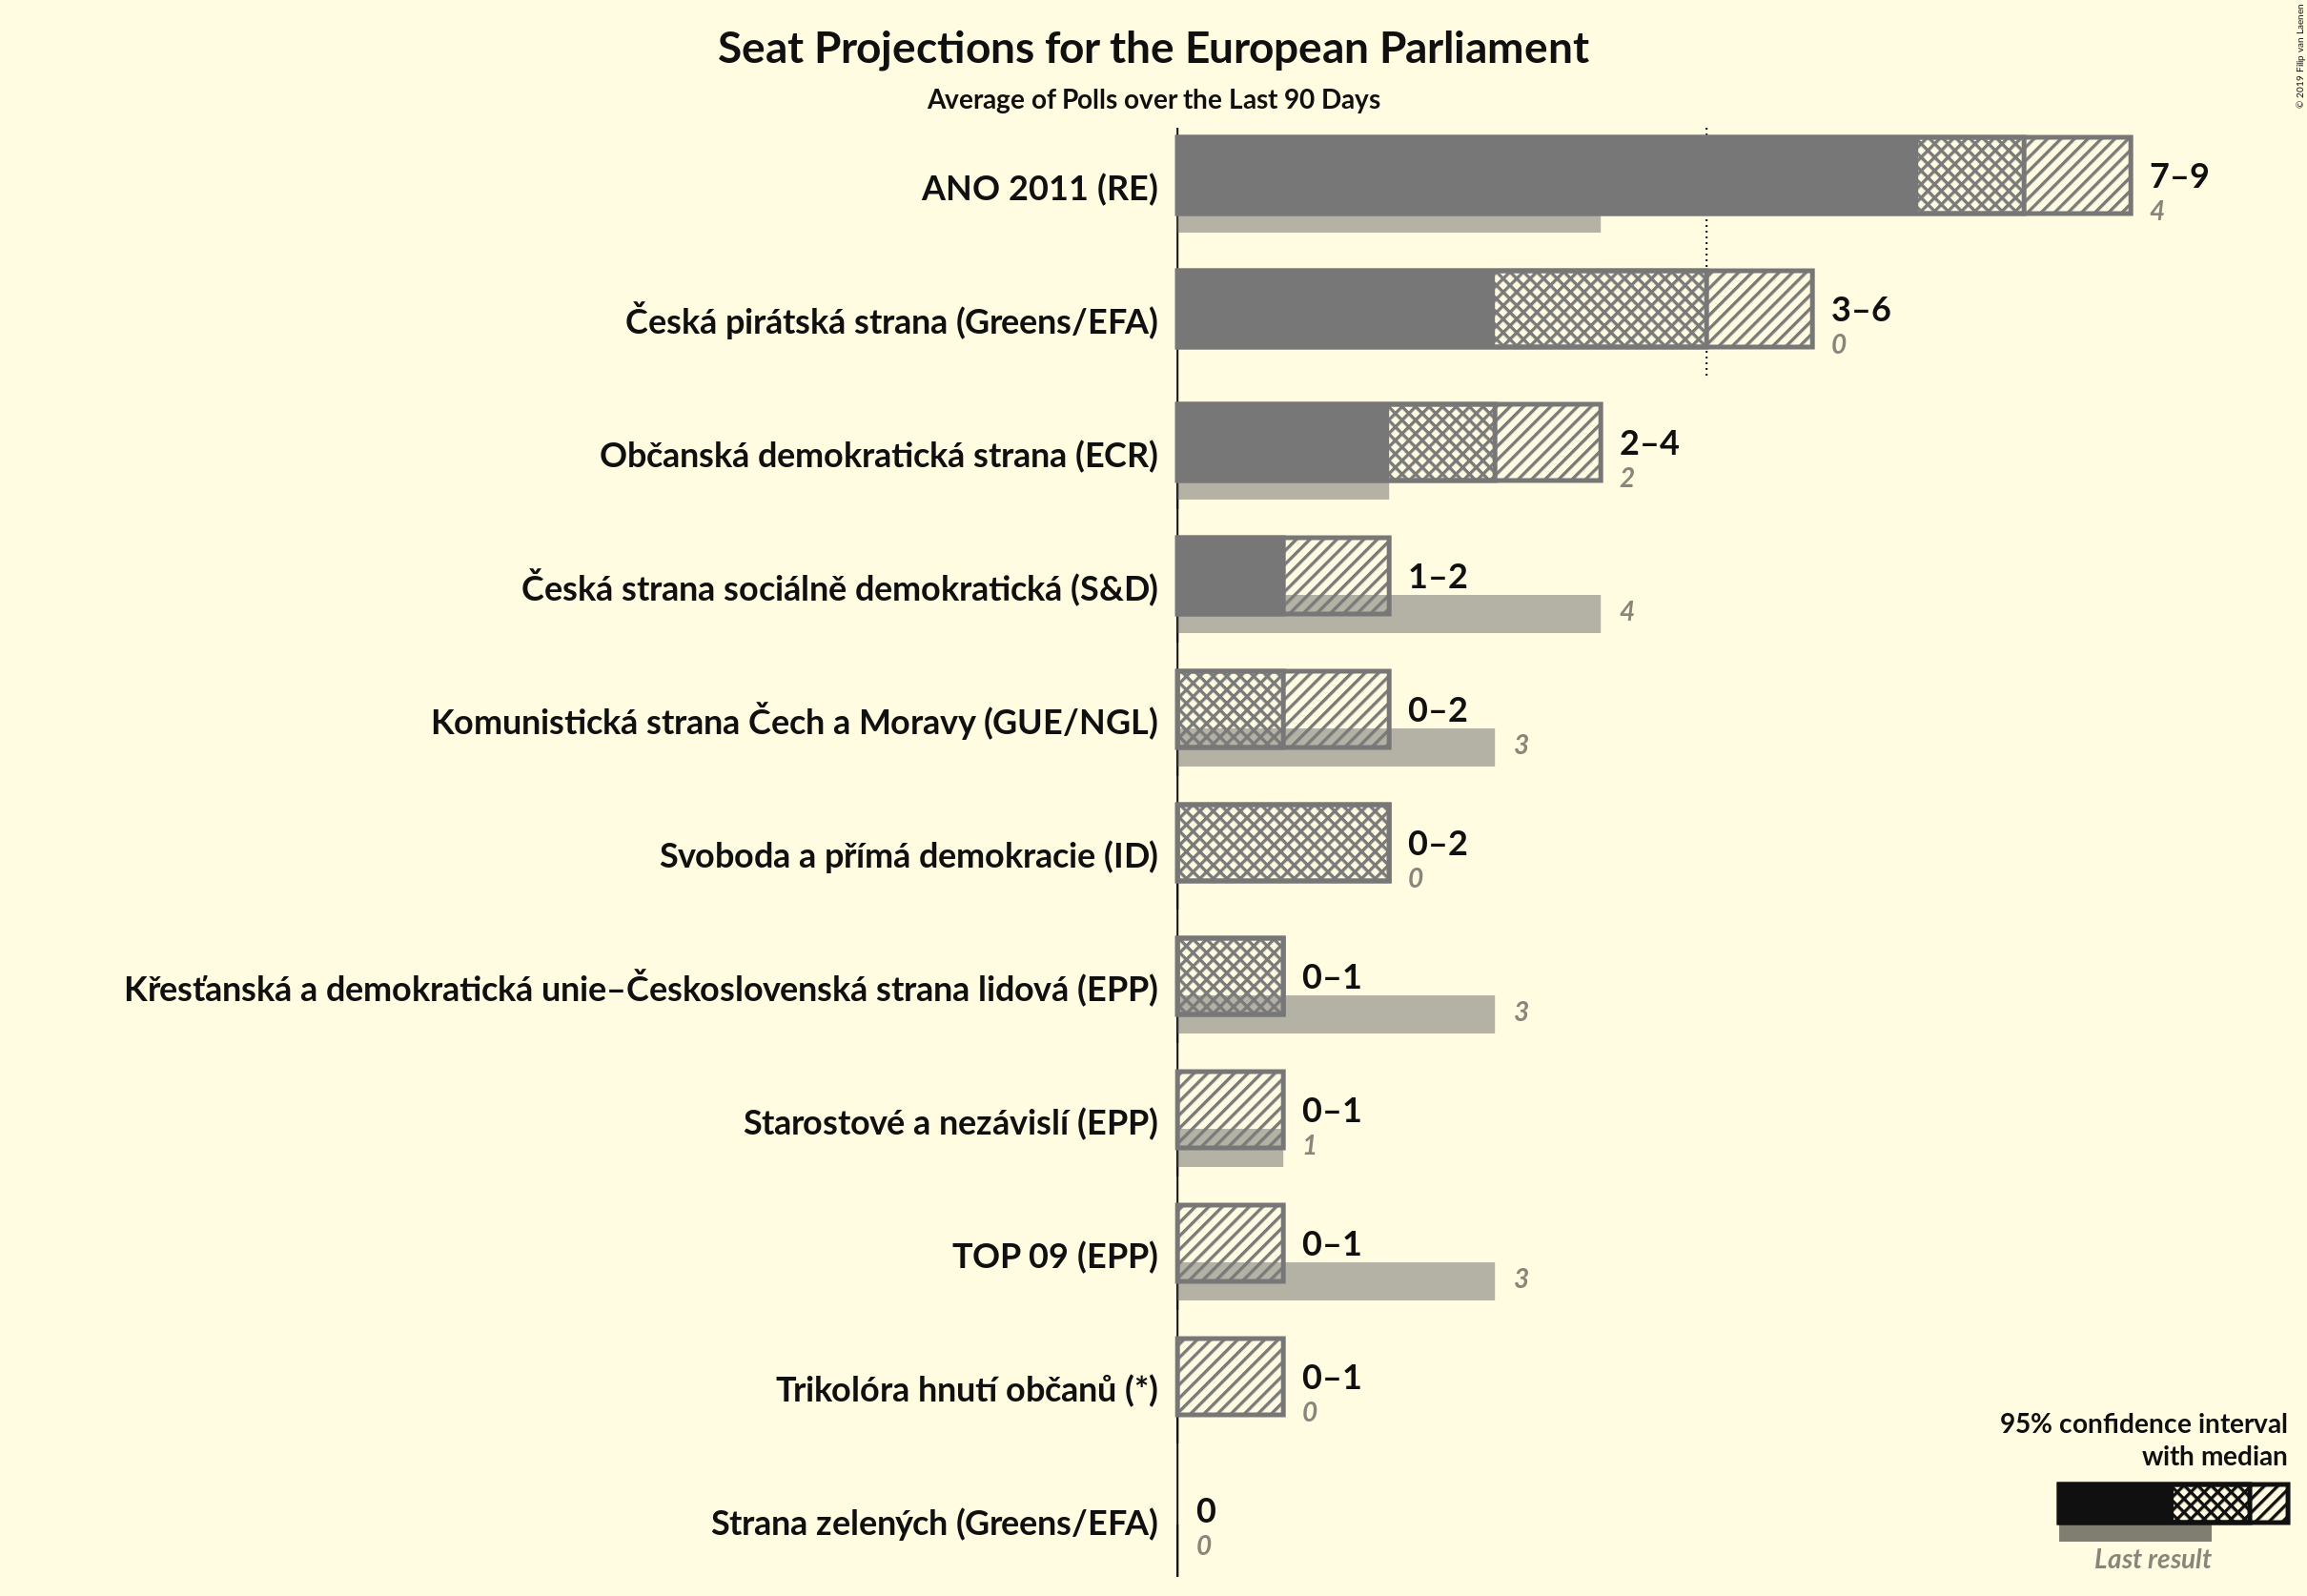 Seat Projections for the European Parliament
Average of Polls over the Last 90 Days
© 2019 Filip van Laenen
ANO 2011 (RE)
7–9
4
Česká pirátská strana (Greens/EFA)
3–6
0
Občanská demokratická strana (ECR)
2–4
2
Česká strana sociálně demokratická (S&D)
1–2
4
Komunistická strana Čech a Moravy (GUE/NGL)
0–2
3
Svoboda a přímá demokracie (ID)
0–2
0
Křesťanská a demokratická unie–Československá strana lidová (EPP)
0–1
3
Starostové a nezávislí (EPP)
0–1
1
TOP 09 (EPP)
0–1
3
Trikolóra hnutí občanů (*)
0–1
0
Strana zelených (Greens/EFA)
0
0
95% confidence interval
with median
Last result